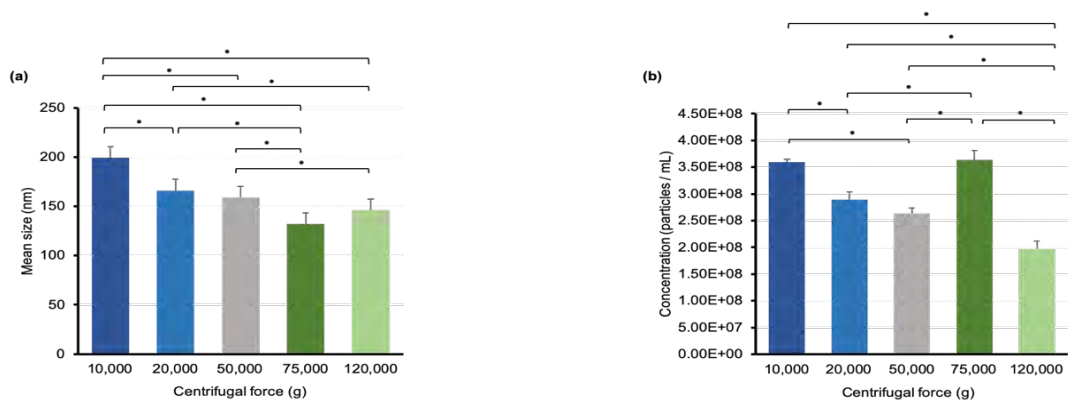 (a)
*
*
*
*
*
*
*
*
250
200
150
100
50
0
Mean size (nm)
10,000 20,000 50,000 75,000 120,000
Centrifugal force (g)
(b)
*
*
*
*
*
*
*
*
4.50E+08
4.00E+08
3.50E+08
3.00E+08
2.50E+08
2.00E+08
1.50E+08
1.00E+08
5.00E+07
0.00E+00
Concentration (particles / mL)
10,000 20,000 50,000 75,000 120,000
Centrifugal force (g)